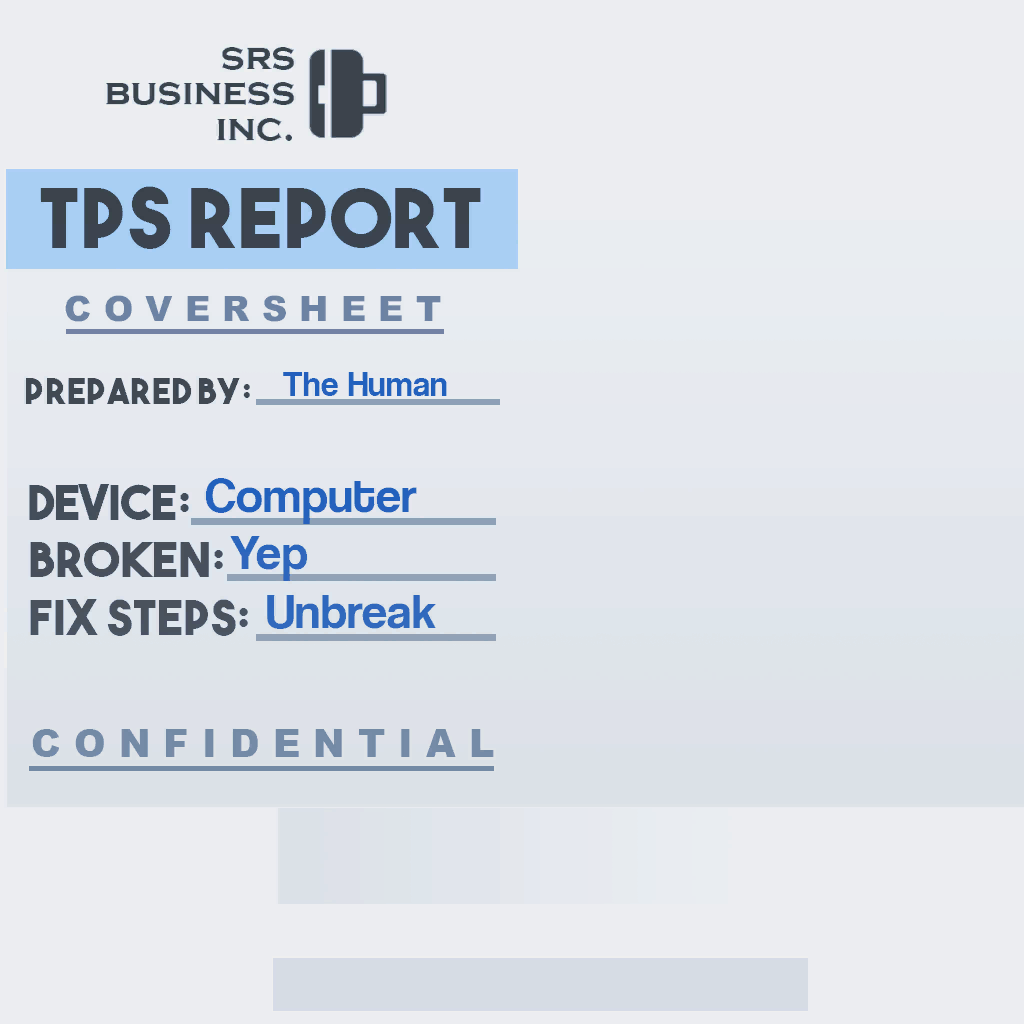 SRS
BUSINESS
INC.
TPS REPORT
COVERSHEET
PREPARED BY: The Human
DEVICE: Computer
BROKEN: Yep
FIX STEPS: Unbreak
CONFIDENTIAL